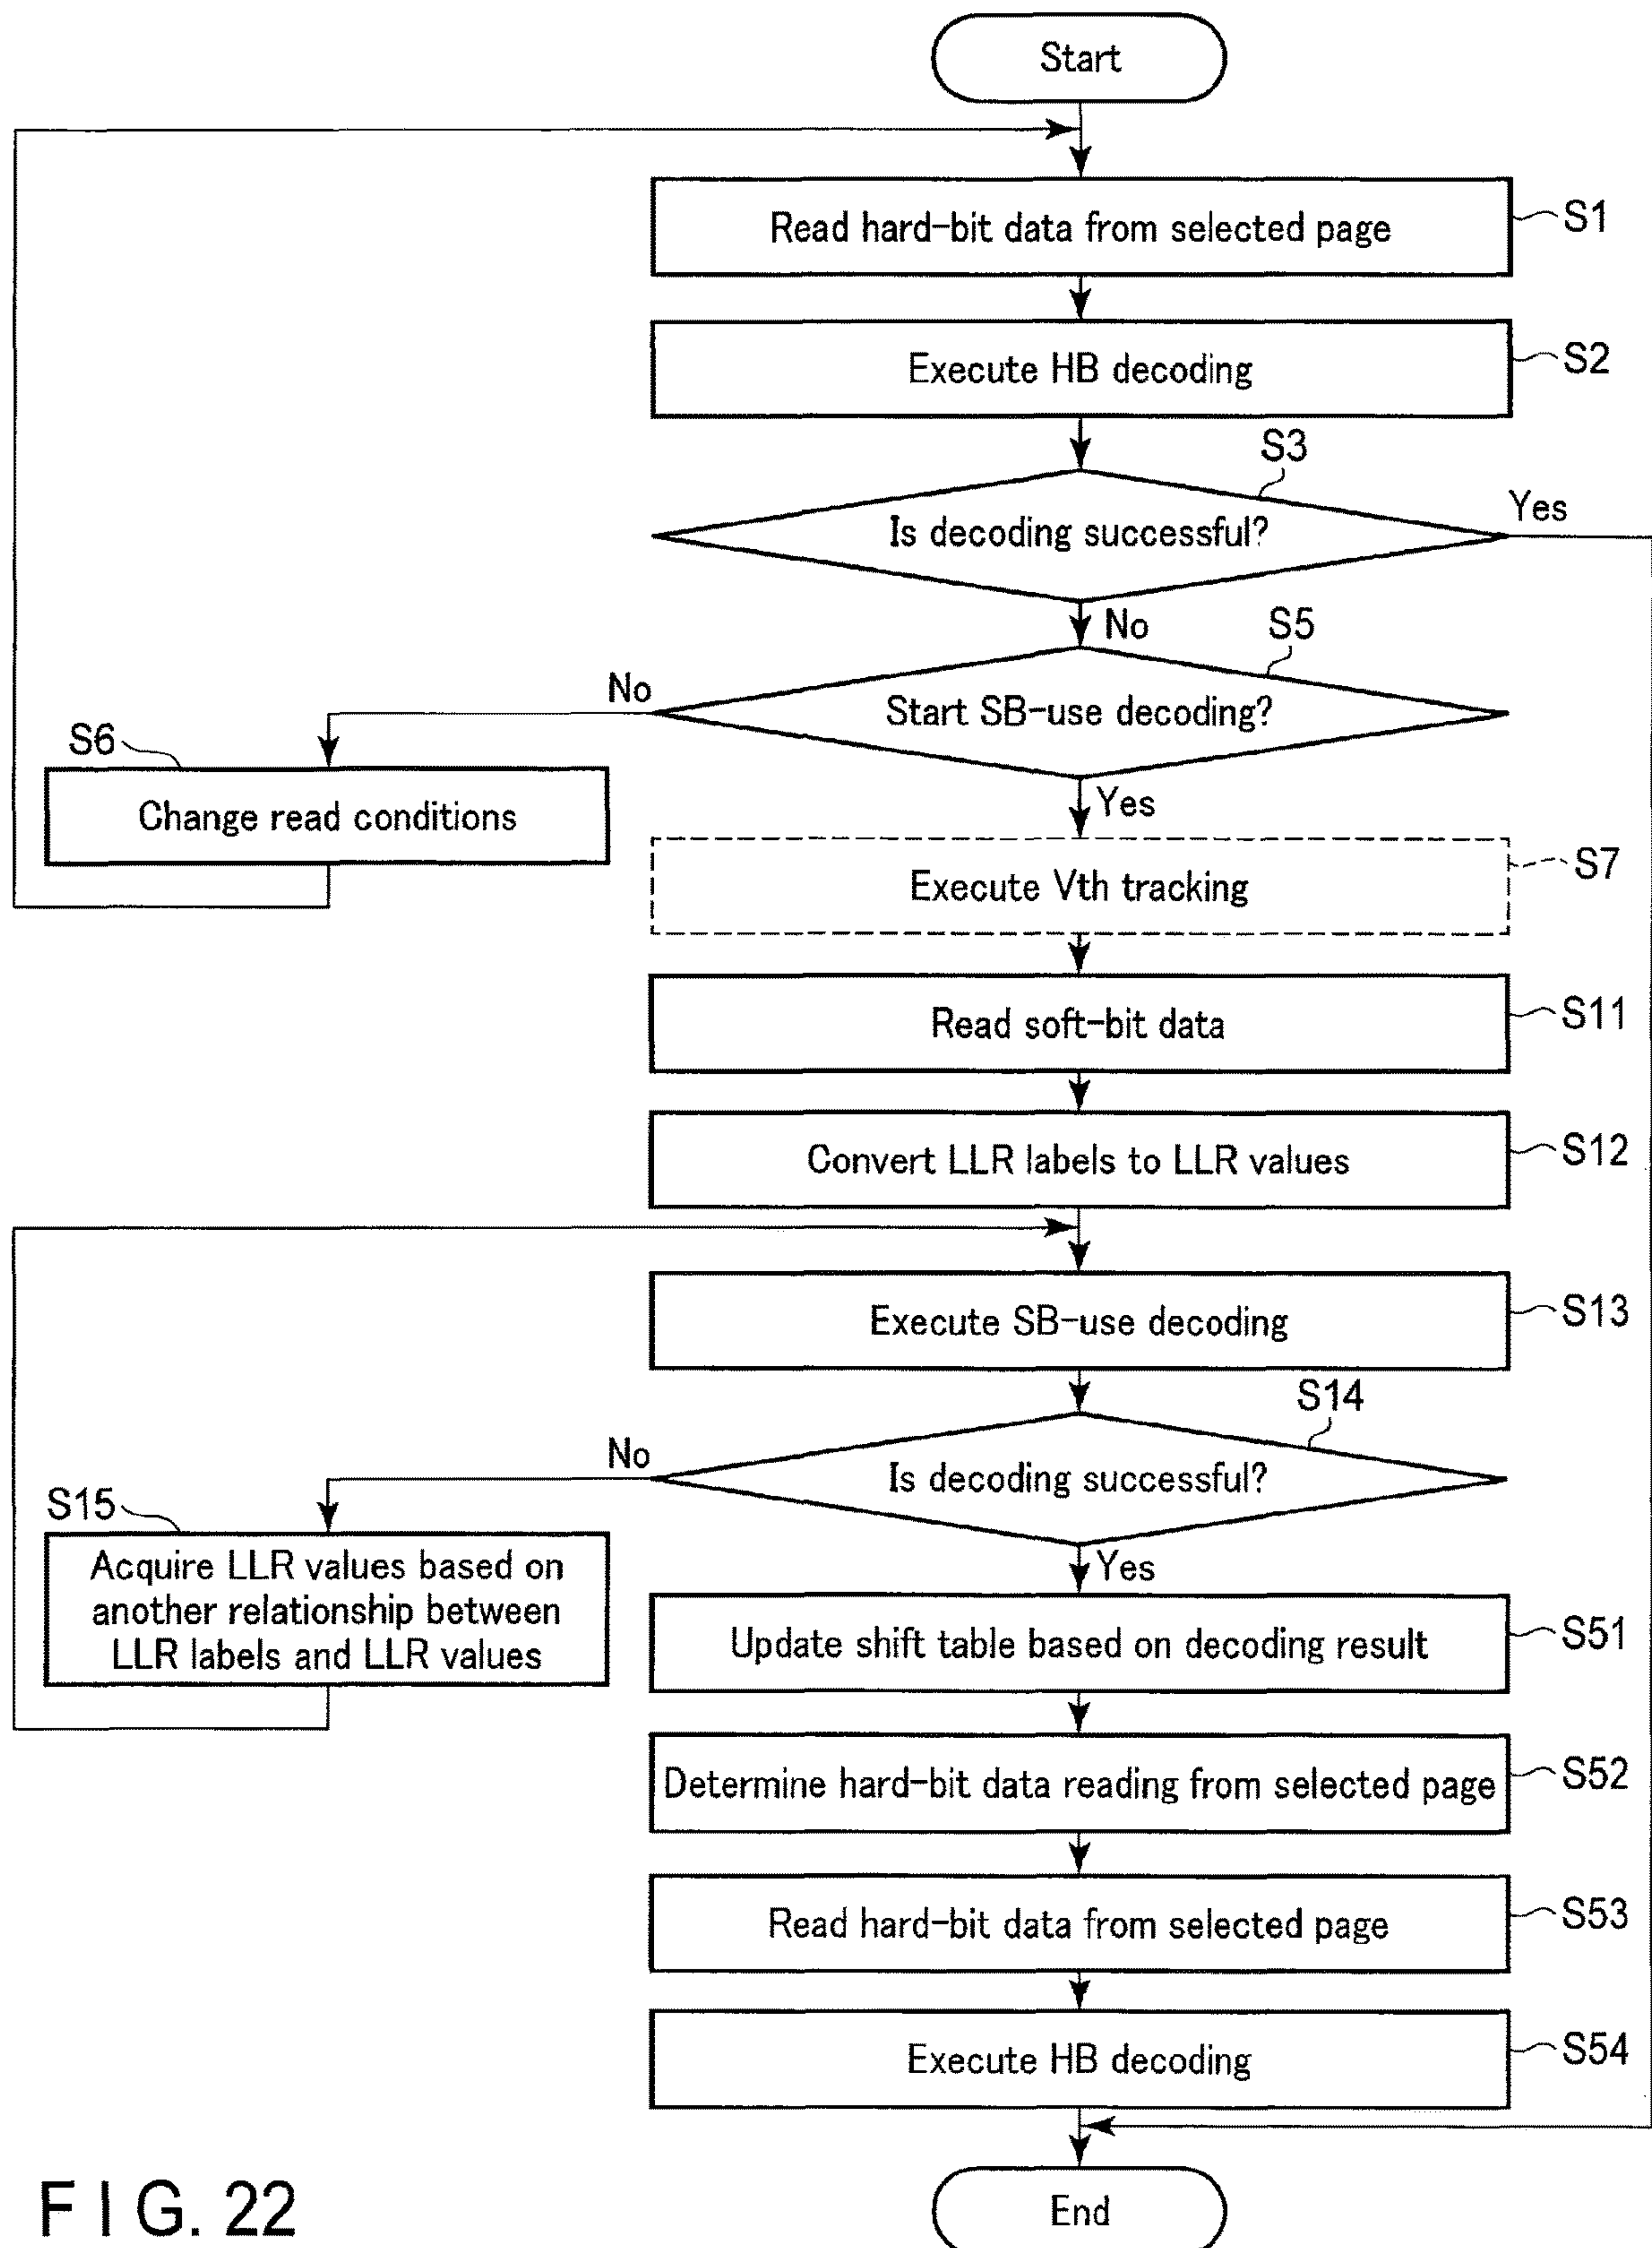 Start
Read hard-bit data from selected page
S1
Execute HB decoding
S2
S3
Is decoding successful?
Yes
No
S5
Start SB-use decoding?
No
S6
Change read conditions
Yes
Execute Vth tracking
S7
Read soft-bit data
S11
Convert LLR labels to LLR values
S12
Execute SB-use decoding
S13
S14
Is decoding successful?
No
S15
Acquire LLR values based on
another relationship between
LLR labels and LLR values
Yes
Update shift table based on decoding result
S51
Determine hard-bit data reading from selected page
S52
Read hard-bit data from selected page
S53
Execute HB decoding
S54
End
FIG. 22